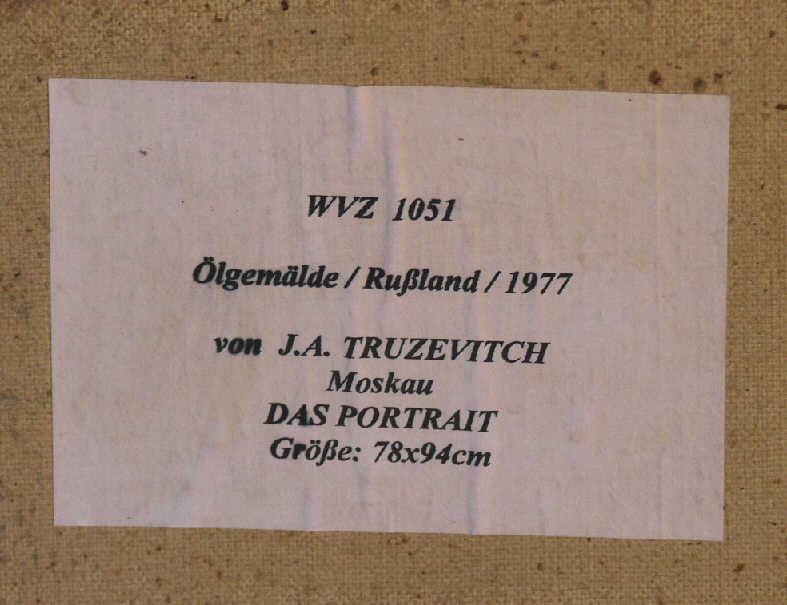 WVZ 1051
Ölgemälde / Rußland / 1977
von J.A. TRUZEVITCH
Moskau
DAS PORTRAIT
Größe: 78x94cm